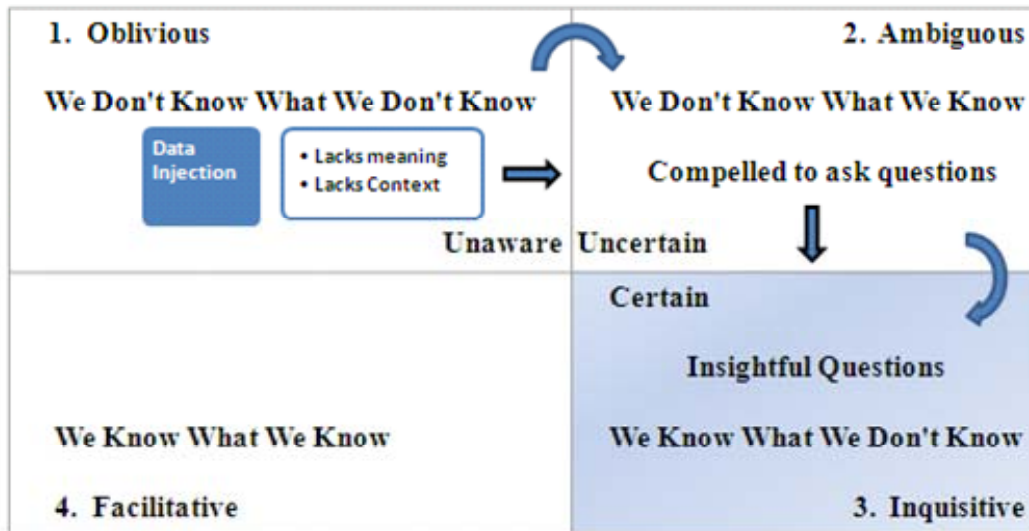 1. Oblivious
We Don't Know What We Don't Know
Data
Injection
• Lacks meaning
• Lacks Context
Unaware
2. Ambiguous
We Don't Know What We Know
Compelled to ask questions
Uncertain
Certain
Insightful Questions
We Know What We Don't Know
3. Inquisitive
We Know What We Know
4. Facilitative